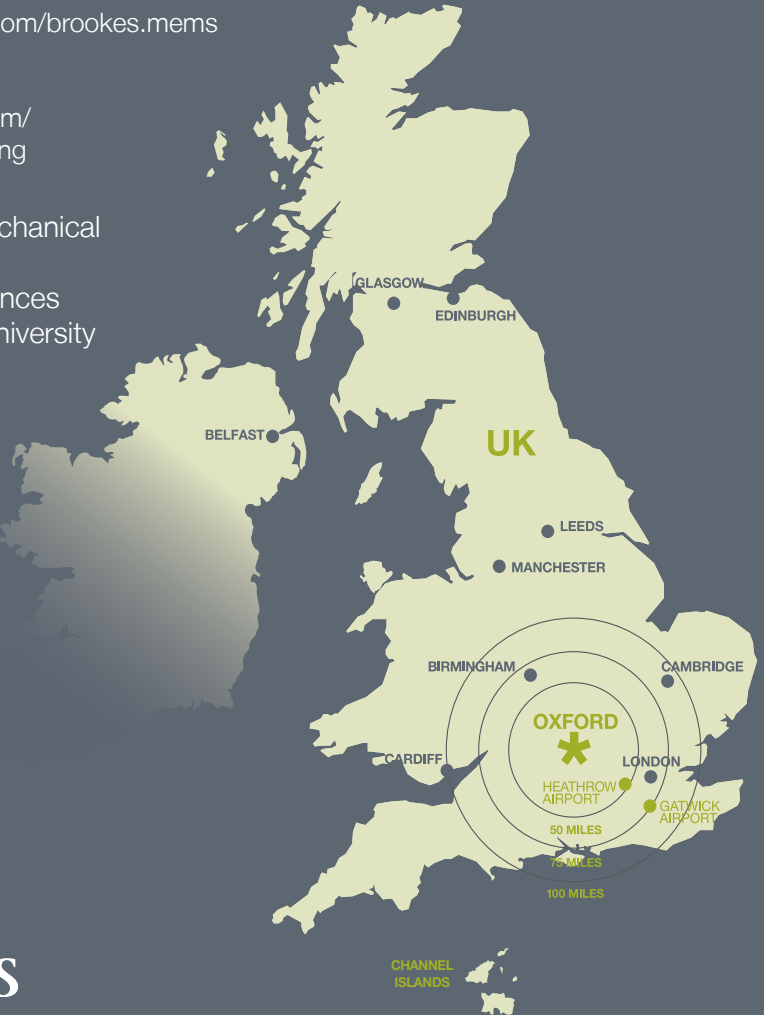 om/brookes.mems
m/
ng
chanical
nces
niversity
GLASGOW
EDINBURGH
BELFAST
UK
LEEDS
MANCHESTER
BIRMINGHAM
CAMBRIDGE
OXFORD
*
CARDIFF
LONDON
HEATHROW
AIRPORT
GATWICK
AIRPORT
50 MILES
75 MILES
100 MILES
CHANNEL
ISLANDS
s